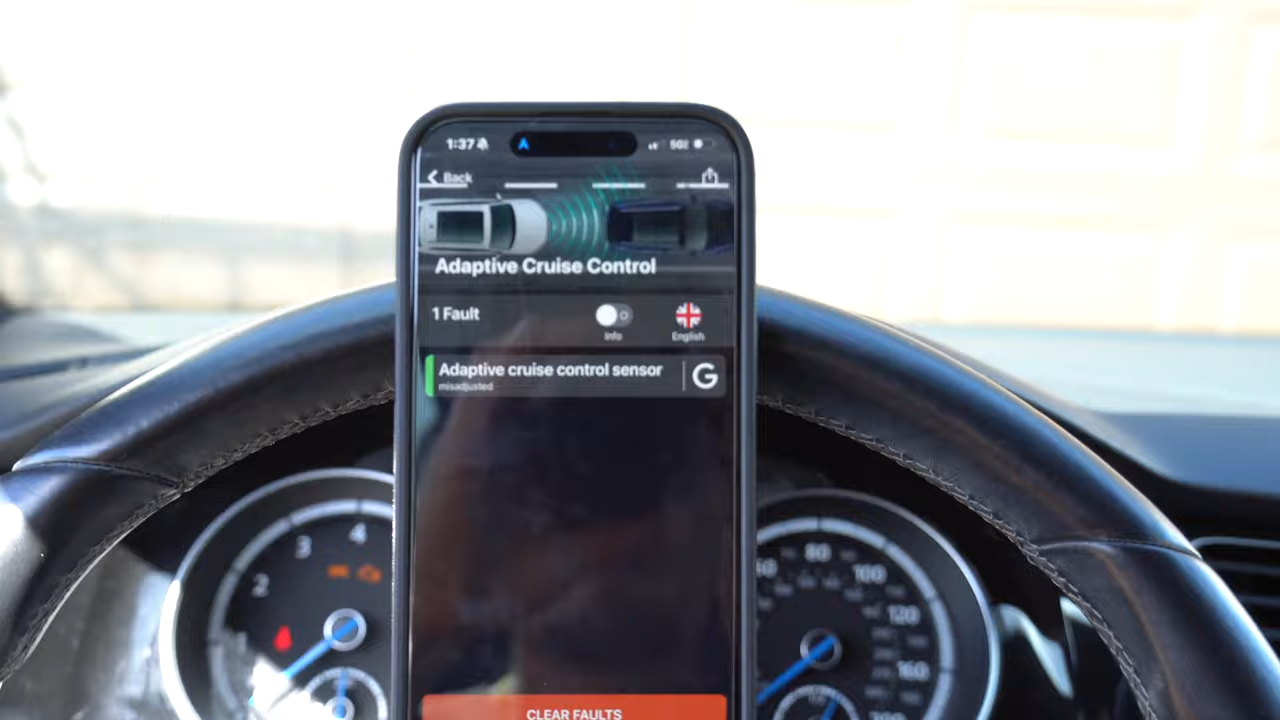 1:37
Back
Adaptive Cruise Control
1 Fault
Info
English
Adaptive cruise control sensor
G
misadjusted
CLEAR FAULTS
4
3
2
80
100
120
160